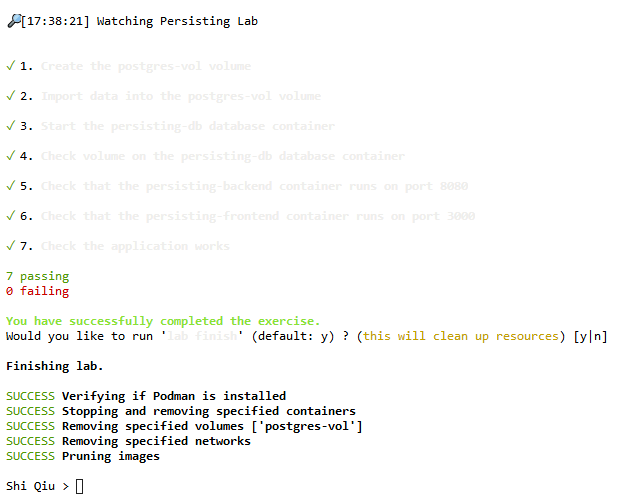 [17:38:21] Watching Persisting Lab
✓ 1. Create the postgres-vol volume
✓ 2. Import data into the postgres-vol volume
✓ 3. Start the persisting-db database container
✓ 4. Check volume on the persisting-db database container
✓ 5. Check that the persisting-backend container runs on port 8080
✓ 6. Check that the persisting-frontend container runs on port 3000
✓ 7. Check the application works
7 passing
0 failing
You have successfully completed the exercise.
Would you like to run 'lab finish' (default: y) ? (this will clean up resources) [y|n]
Finishing lab.
SUCCESS Verifying if Podman is installed
SUCCESS Stopping and removing specified containers
SUCCESS Removing specified volumes ['postgres-vol']
SUCCESS Removing specified networks
SUCCESS Pruning images
Shi Qiu >